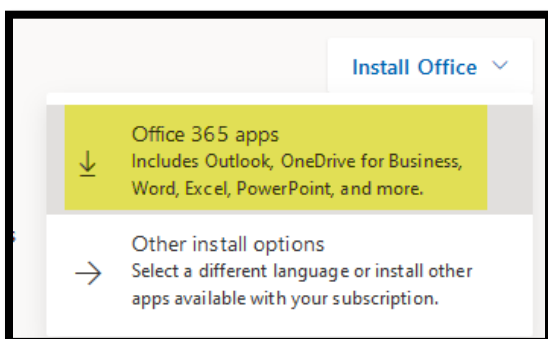 Install Office
Office 365 apps
Includes Outlook, OneDrive for Business,
Word, Excel, PowerPoint, and more.
Other install options
Select a different language or install other
apps available with your subscription.